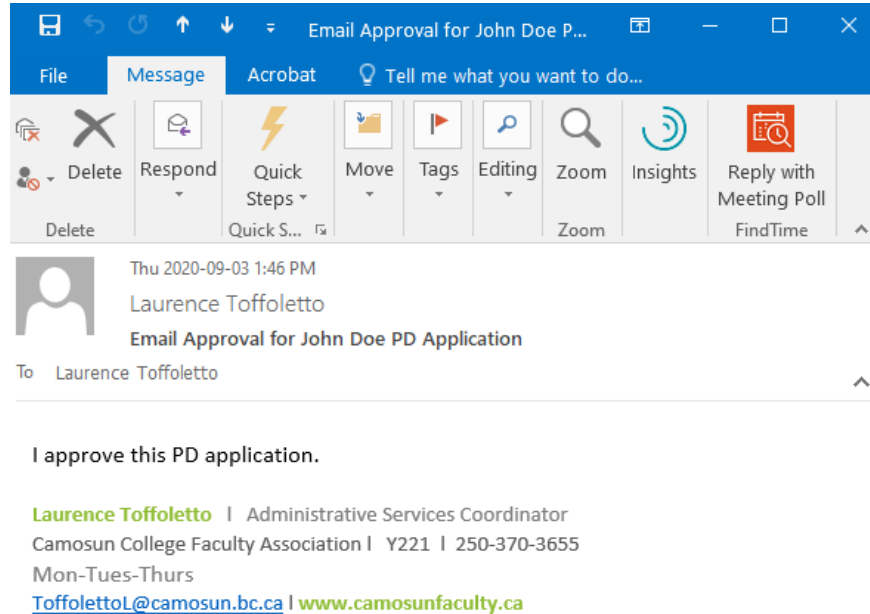 Email Approval for John Doe P...
File Message Acrobat Tell me what you want to do...
Delete Respond Quick Steps Move Tags Editing Zoom Insights Reply with Meeting Poll
Delete Quick S... Zoom FindTime
Thu 2020-09-03 1:46 PM
Laurence Toffoletto
Email Approval for John Doe PD Application
To Laurence Toffoletto
I approve this PD application.
Laurence Toffoletto l Administrative Services Coordinator
Camosun College Faculty Association l Y221 l 250-370-3655
Mon-Tues-Thurs
ToffolettoL@camosun.bc.ca l www.camosunfaculty.ca